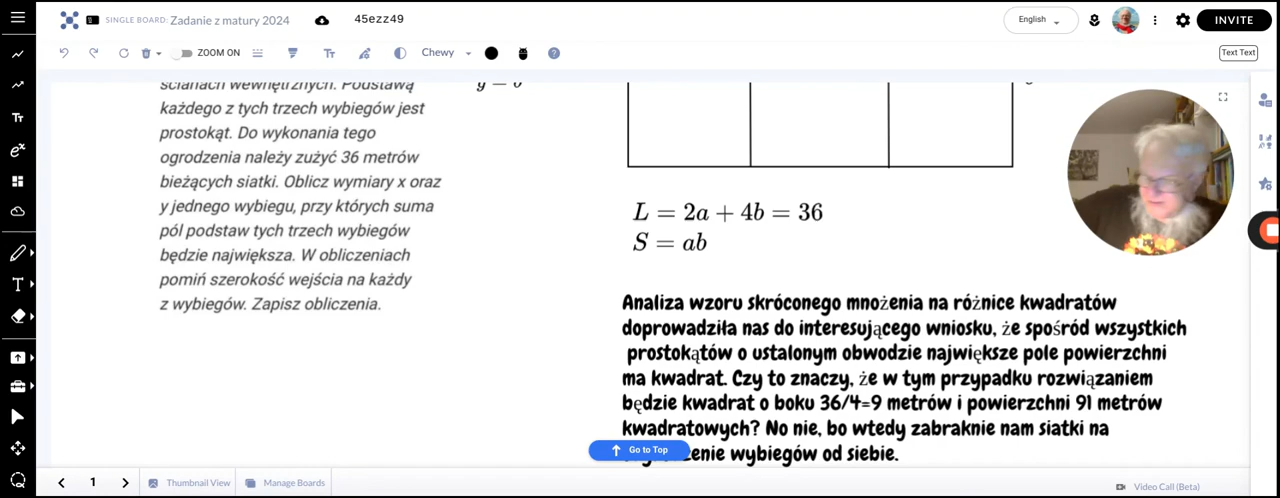 SINGLE BOARD: Zadanie z matury 2024
45ezz49
English
INVITE
ZOOM ON
Tт
Chewy
Text Text
ścianach wewnętrznych. Podstawą
każdego z tych trzech wybiegów jest
prostokąt. Do wykonania tego
ogrodzenia należy zużyć 36 metrów
bieżących siatki. Oblicz wymiary x oraz
y jednego wybiegu, przy których suma
pól podstaw tych trzech wybiegów
będzie największa. W obliczeniach
pomiń szerokość wejścia na każdy
z wybiegów. Zapisz obliczenia.
L = 2a + 4b = 36
S = ab
Analiza wzoru skróconego mnożenia na różnice kwadratów
doprowadziła nas do interesującego wniosku, że spośród wszystkich
prostokątów o ustalonym obwodzie największe pole powierzchni
ma kwadrat. Czy to znaczy, że w tym przypadku rozwiązaniem
będzie kwadrat o boku 36/4=9 metrów i powierzchni 91 metrów
kwadratowych? No nie, bo wtedy zabraknie nam siatki na
wybiegów od siebie.
Go to Top
1
Thumbnail View
Manage Boards
Video Call (Beta)